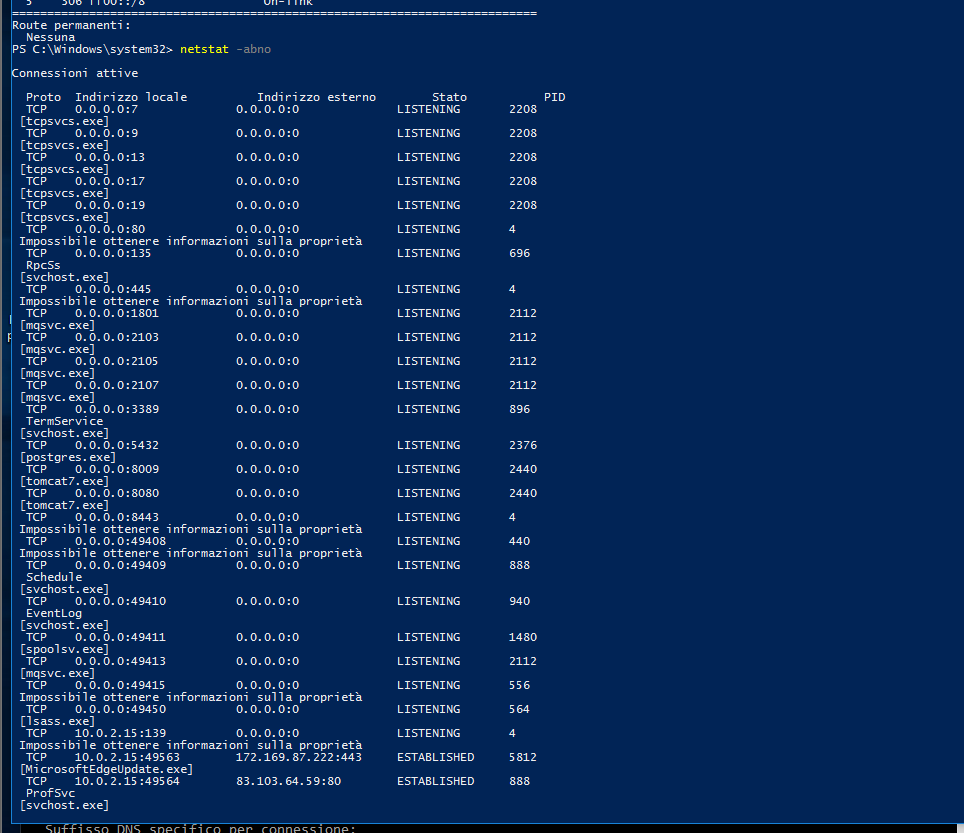 5 306 ff00::/8 On-link
===========================================================================
Route permanenti:
Nessuna
PS C:\Windows\system32> netstat -abno
Connessioni attive
Proto Indirizzo locale Indirizzo esterno Stato PID
TCP 0.0.0.0:7 0.0.0.0:0 LISTENING 2208
[tcpsvcs.exe]
TCP 0.0.0.0:9 0.0.0.0:0 LISTENING 2208
[tcpsvcs.exe]
TCP 0.0.0.0:13 0.0.0.0:0 LISTENING 2208
[tcpsvcs.exe]
TCP 0.0.0.0:17 0.0.0.0:0 LISTENING 2208
[tcpsvcs.exe]
TCP 0.0.0.0:19 0.0.0.0:0 LISTENING 2208
[tcpsvcs.exe]
TCP 0.0.0.0:80 0.0.0.0:0 LISTENING 4
Impossibile ottenere informazioni sulla proprietà
TCP 0.0.0.0:135 0.0.0.0:0 LISTENING 696
RpcSs
[svchost.exe]
TCP 0.0.0.0:445 0.0.0.0:0 LISTENING 4
Impossibile ottenere informazioni sulla proprietà
TCP 0.0.0.0:1801 0.0.0.0:0 LISTENING 2112
[mqsvc.exe]
TCP 0.0.0.0:2103 0.0.0.0:0 LISTENING 2112
[mqsvc.exe]
TCP 0.0.0.0:2105 0.0.0.0:0 LISTENING 2112
[mqsvc.exe]
TCP 0.0.0.0:2107 0.0.0.0:0 LISTENING 2112
[mqsvc.exe]
TCP 0.0.0.0:3389 0.0.0.0:0 LISTENING 896
TermService
[svchost.exe]
TCP 0.0.0.0:5432 0.0.0.0:0 LISTENING 2376
[postgres.exe]
TCP 0.0.0.0:8009 0.0.0.0:0 LISTENING 2440
[tomcat7.exe]
TCP 0.0.0.0:8080 0.0.0.0:0 LISTENING 2440
[tomcat7.exe]
TCP 0.0.0.0:8443 0.0.0.0:0 LISTENING 4
Impossibile ottenere informazioni sulla proprietà
TCP 0.0.0.0:49408 0.0.0.0:0 LISTENING 440
Impossibile ottenere informazioni sulla proprietà
TCP 0.0.0.0:49409 0.0.0.0:0 LISTENING 888
Schedule
[svchost.exe]
TCP 0.0.0.0:49410 0.0.0.0:0 LISTENING 940
EventLog
[svchost.exe]
TCP 0.0.0.0:49411 0.0.0.0:0 LISTENING 1480
[spoolsv.exe]
TCP 0.0.0.0:49413 0.0.0.0:0 LISTENING 2112
[mqsvc.exe]
TCP 0.0.0.0:49415 0.0.0.0:0 LISTENING 556
Impossibile ottenere informazioni sulla proprietà
TCP 0.0.0.0:49450 0.0.0.0:0 LISTENING 564
[lsass.exe]
TCP 10.0.2.15:139 0.0.0.0:0 LISTENING 4
Impossibile ottenere informazioni sulla proprietà
TCP 10.0.2.15:49563 172.169.87.222:443 ESTABLISHED 5812
[MicrosoftEdgeUpdate.exe]
TCP 10.0.2.15:49564 83.103.64.59:80 ESTABLISHED 888
ProfSvc
[svchost.exe]
Suffisso DNS specifico per connessione: